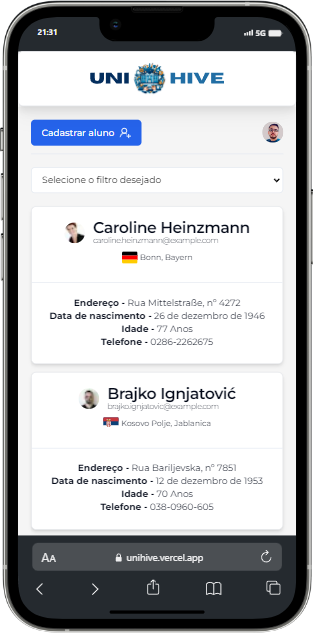 21:31
5G
UNI HIVE
Cadastrar aluno
Selecione o filtro desejado
Caroline Heinzmann
caroline.heinzmann@example.com
Bonn, Bayern
Endereço - Rua Mittelstraße, nº 4272
Data de nascimento - 26 de dezembro de 1946
Idade - 77 Anos
Telefone - 0286-2262675
Brajko Ignjatović
brajko.ignjatovic@example.com
Kosovo Polje, Jablanica
Endereço - Rua Bariljevska, nº 7851
Data de nascimento - 12 de dezembro de 1953
Idade - 70 Anos
Telefone - 038-0960-605
AA unihive.vercel.app